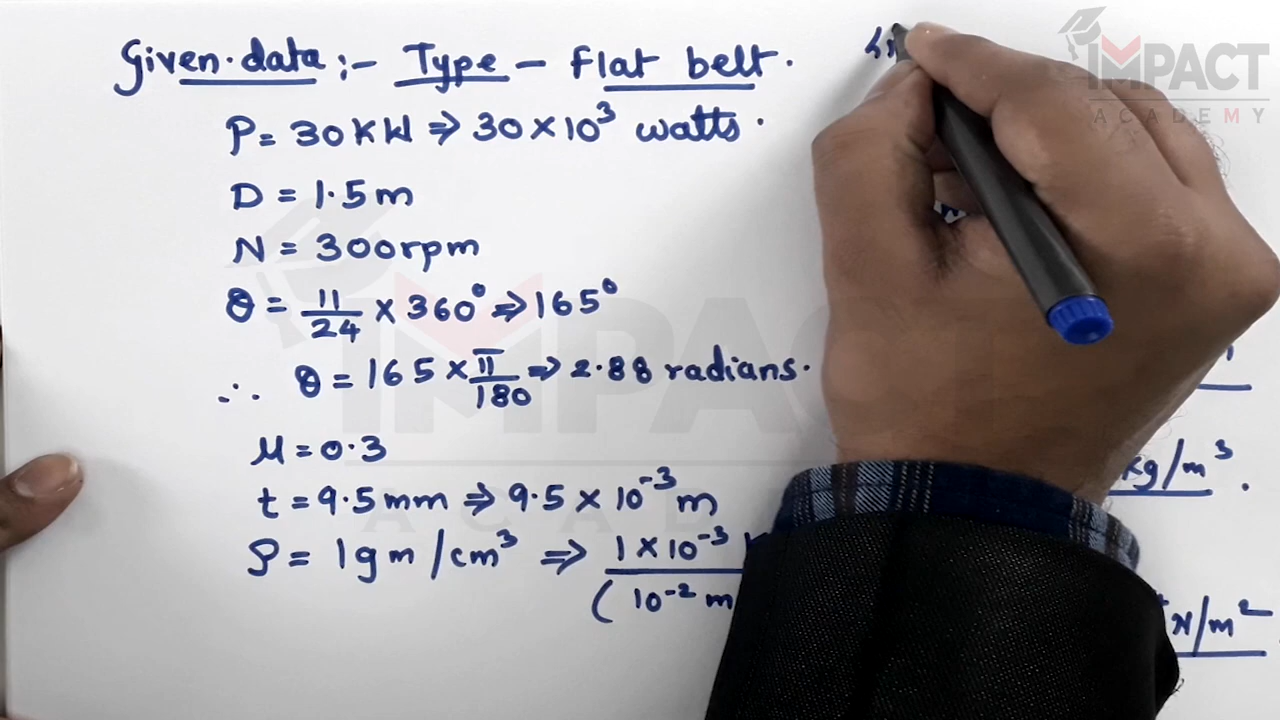 Given data :- Type - Flat belt.
P = 30 KW ⇒ 30 × 10³ watts.
D = 1.5 m
N = 300 rpm
θ = 11/24 × 360° ⇒ 165°
∴ θ = 165 × π/180 ⇒ 2.88 radians.
μ = 0.3
t = 9.5 mm ⇒ 9.5 × 10⁻³ m
ρ = 1 gm/cm³ ⇒ 1 × 10⁻³ / (10⁻² m
kg/m³.
N/m²
IMPACT
ACADEMY
IMPACT